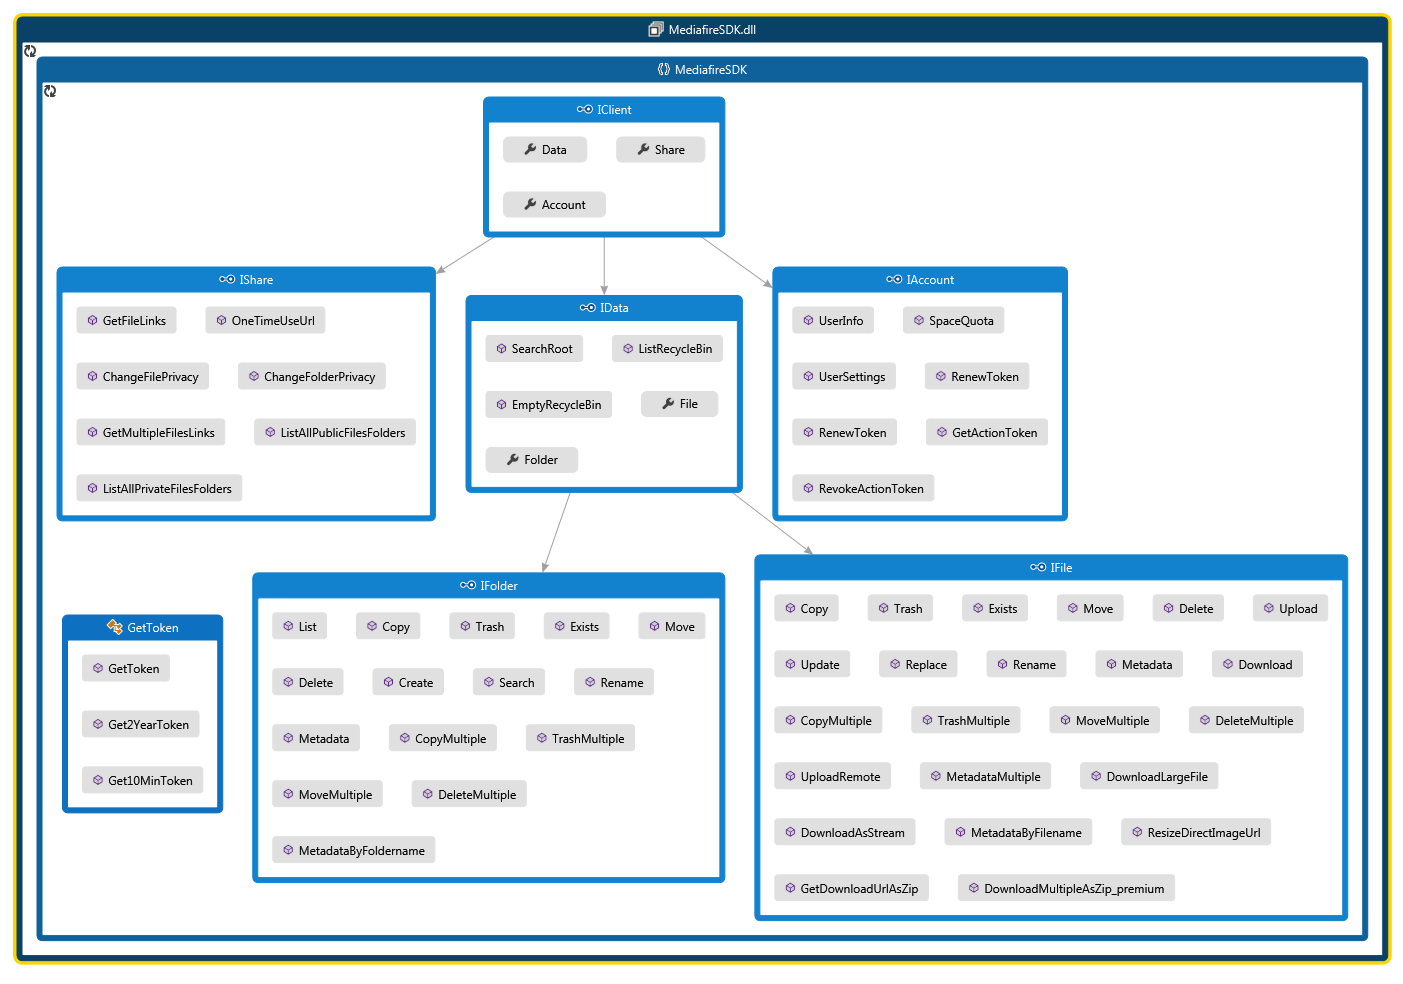 MediafireSDK.dll
MediafireSDK
IClient
Data Share
Account
IShare
GetFileLinks OneTimeUseUrl
ChangeFilePrivacy ChangeFolderPrivacy
GetMultipleFilesLinks ListAllPublicFilesFolders
ListAllPrivateFilesFolders
IData
SearchRoot ListRecycleBin
EmptyRecycleBin File
Folder
IAccount
UserInfo SpaceQuota
UserSettings RenewToken
RenewToken GetActionToken
RevokeActionToken
GetToken
GetToken
Get2YearToken
Get10MinToken
IFolder
List Copy Trash Exists Move
Delete Create Search Rename
Metadata CopyMultiple TrashMultiple
MoveMultiple DeleteMultiple
MetadataByFoldername
IFile
Copy Trash Exists Move Delete Upload
Update Replace Rename Metadata Download
CopyMultiple TrashMultiple MoveMultiple DeleteMultiple
UploadRemote MetadataMultiple DownloadLargeFile
DownloadAsStream MetadataByFilename ResizeDirectImageUrl
GetDownloadUrlAsZip DownloadMultipleAsZip_premium